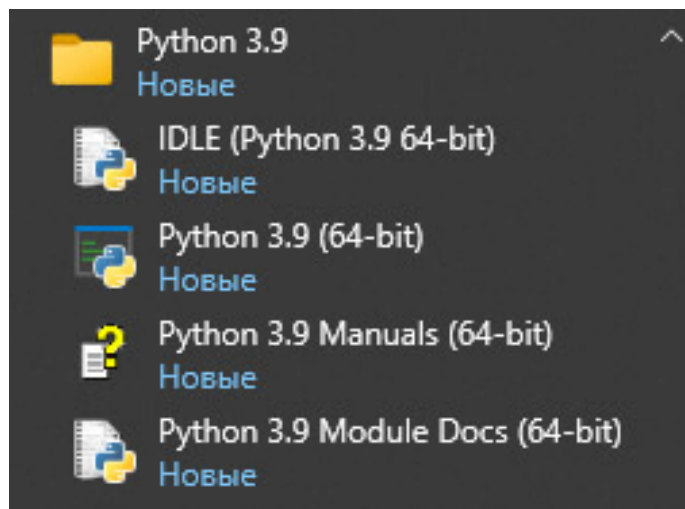 Python 3.9
Новые
IDLE (Python 3.9 64-bit)
Новые
Python 3.9 (64-bit)
Новые
Python 3.9 Manuals (64-bit)
Новые
Python 3.9 Module Docs (64-bit)
Новые